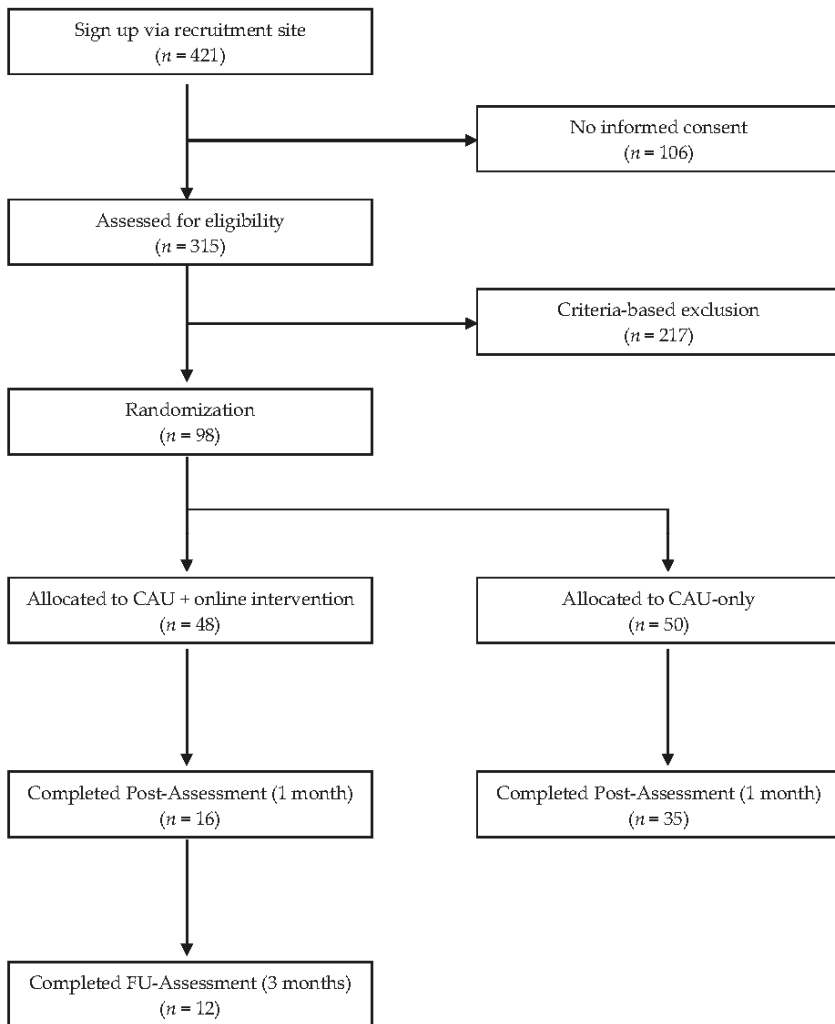 Sign up via recruitment site
(n = 421)
No informed consent
(n = 106)
Assessed for eligibility
(n = 315)
Criteria-based exclusion
(n = 217)
Randomization
(n = 98)
Allocated to CAU + online intervention
(n = 48)
Allocated to CAU-only
(n = 50)
Completed Post-Assessment (1 month)
(n = 16)
Completed Post-Assessment (1 month)
(n = 35)
Completed FU-Assessment (3 months)
(n = 12)